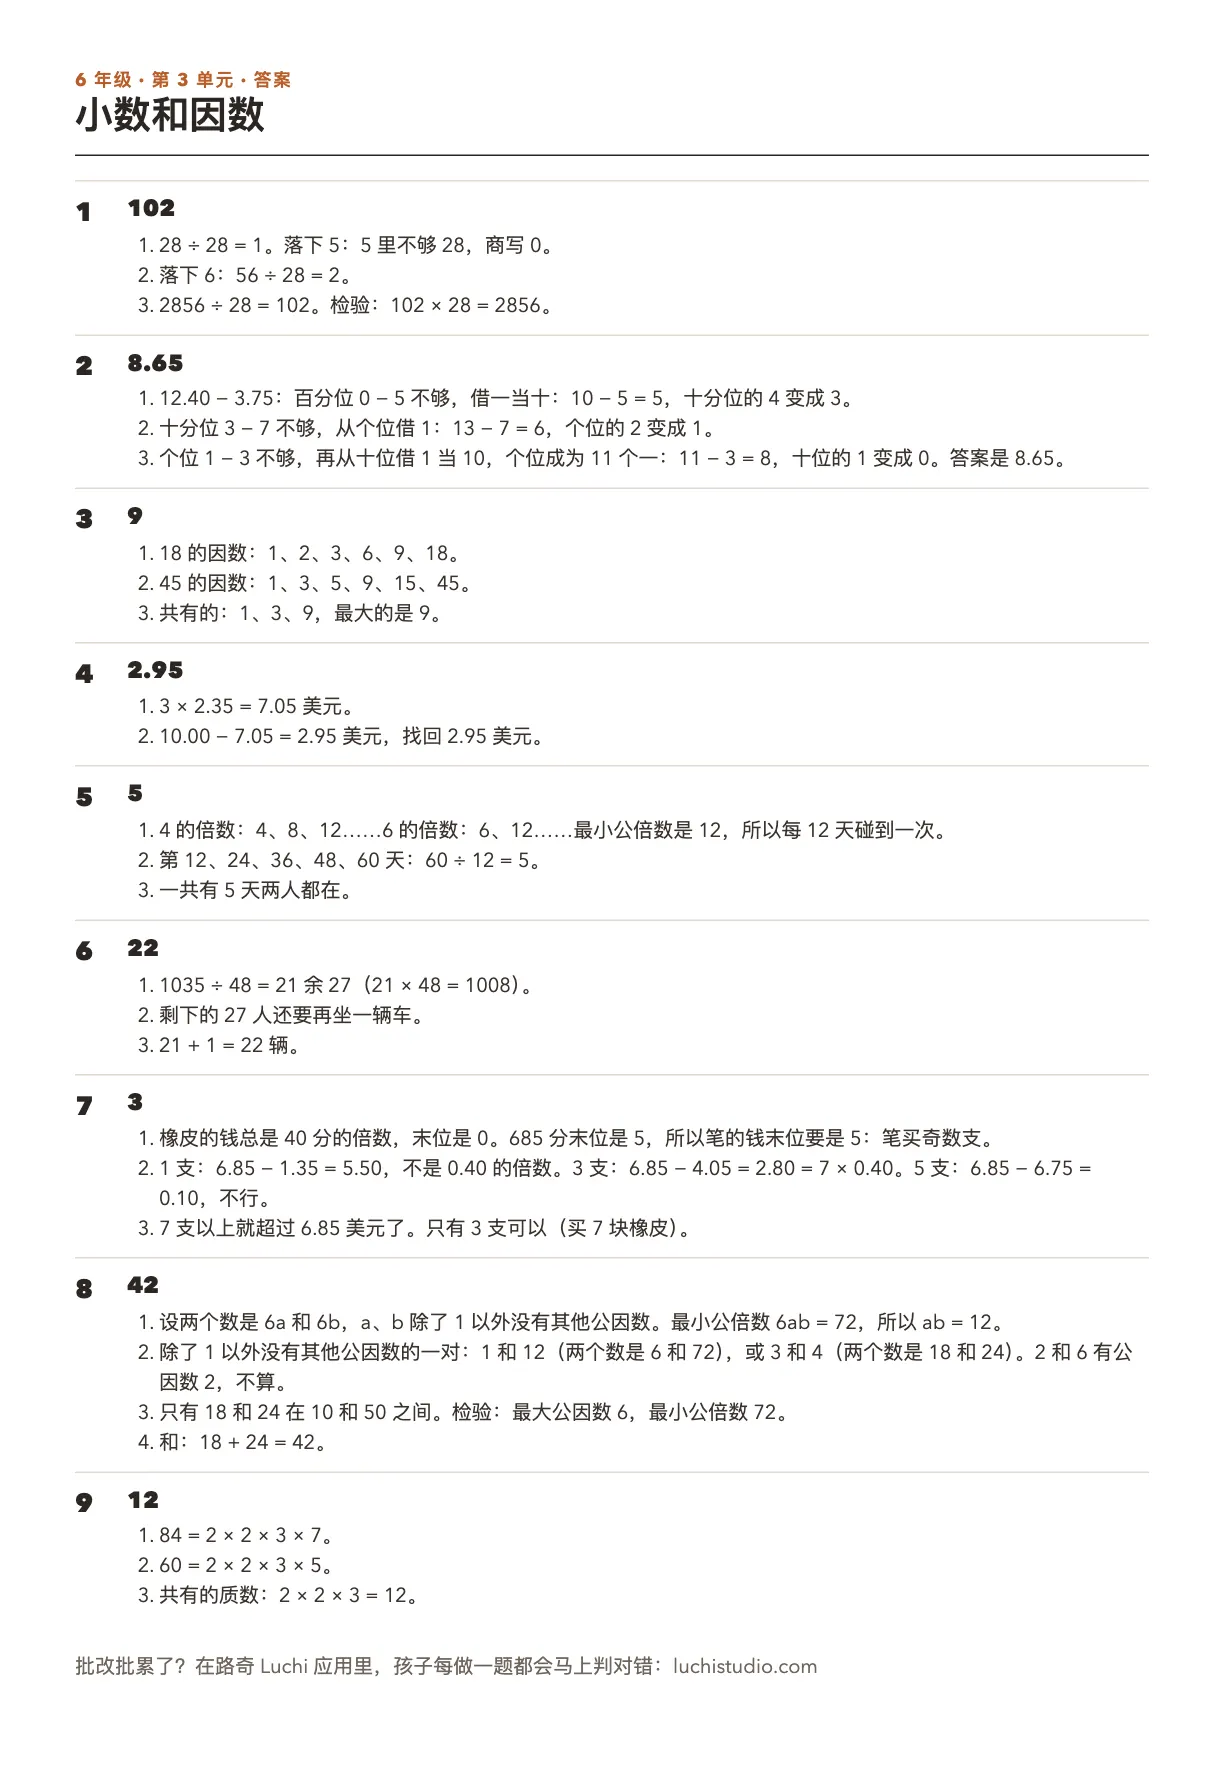 6 年级 · 第 3 单元 · 答案
小数和因数
1 102
1. 28 ÷ 28 = 1。落下 5：5 里不够 28，商写 0。
2. 落下 6：56 ÷ 28 = 2。
3. 2856 ÷ 28 = 102。检验：102 × 28 = 2856。
2 8.65
1. 12.40 − 3.75：百分位 0 − 5 不够，借一当十：10 − 5 = 5，十分位的 4 变成 3。
2. 十分位 3 − 7 不够，从个位借 1：13 − 7 = 6，个位的 2 变成 1。
3. 个位 1 − 3 不够，再从十位借 1 当 10，个位成为 11 个一：11 − 3 = 8，十位的 1 变成 0。答案是 8.65。
3 9
1. 18 的因数：1、2、3、6、9、18。
2. 45 的因数：1、3、5、9、15、45。
3. 共有的：1、3、9，最大的是 9。
4 2.95
1. 3 × 2.35 = 7.05 美元。
2. 10.00 − 7.05 = 2.95 美元，找回 2.95 美元。
5 5
1. 4 的倍数：4、8、12……6 的倍数：6、12……最小公倍数是 12，所以每 12 天碰到一次。
2. 第 12、24、36、48、60 天：60 ÷ 12 = 5。
3. 一共有 5 天两人都在。
6 22
1. 1035 ÷ 48 = 21 余 27（21 × 48 = 1008）。
2. 剩下的 27 人还要再坐一辆车。
3. 21 + 1 = 22 辆。
7 3
1. 橡皮的钱总是 40 分的倍数，末位是 0。685 分末位是 5，所以笔的钱末位要是 5：笔买奇数支。
2. 1 支：6.85 − 1.35 = 5.50，不是 0.40 的倍数。3 支：6.85 − 4.05 = 2.80 = 7 × 0.40。5 支：6.85 − 6.75 =
0.10，不行。
3. 7 支以上就超过 6.85 美元了。只有 3 支可以（买 7 块橡皮）。
8 42
1. 设两个数是 6a 和 6b，a、b 除了 1 以外没有其他公因数。最小公倍数 6ab = 72，所以 ab = 12。
2. 除了 1 以外没有其他公因数的一对：1 和 12（两个数是 6 和 72），或 3 和 4（两个数是 18 和 24）。2 和 6 有公
因数 2，不算。
3. 只有 18 和 24 在 10 和 50 之间。检验：最大公因数 6，最小公倍数 72。
4. 和：18 + 24 = 42。
9 12
1. 84 = 2 × 2 × 3 × 7。
2. 60 = 2 × 2 × 3 × 5。
3. 共有的质数：2 × 2 × 3 = 12。
批改批累了？在路奇 Luchi 应用里，孩子每做一题都会马上判对错：luchistudio.com